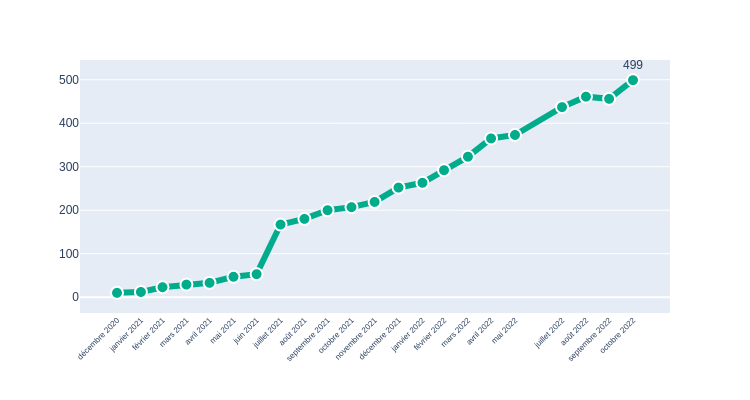 499
500
400
300
200
100
0
décembre 2020
janvier 2021
février 2021
mars 2021
avril 2021
mai 2021
juin 2021
juillet 2021
août 2021
septembre 2021
octobre 2021
novembre 2021
décembre 2021
janvier 2022
février 2022
mars 2022
avril 2022
mai 2022
juillet 2022
août 2022
septembre 2022
octobre 2022